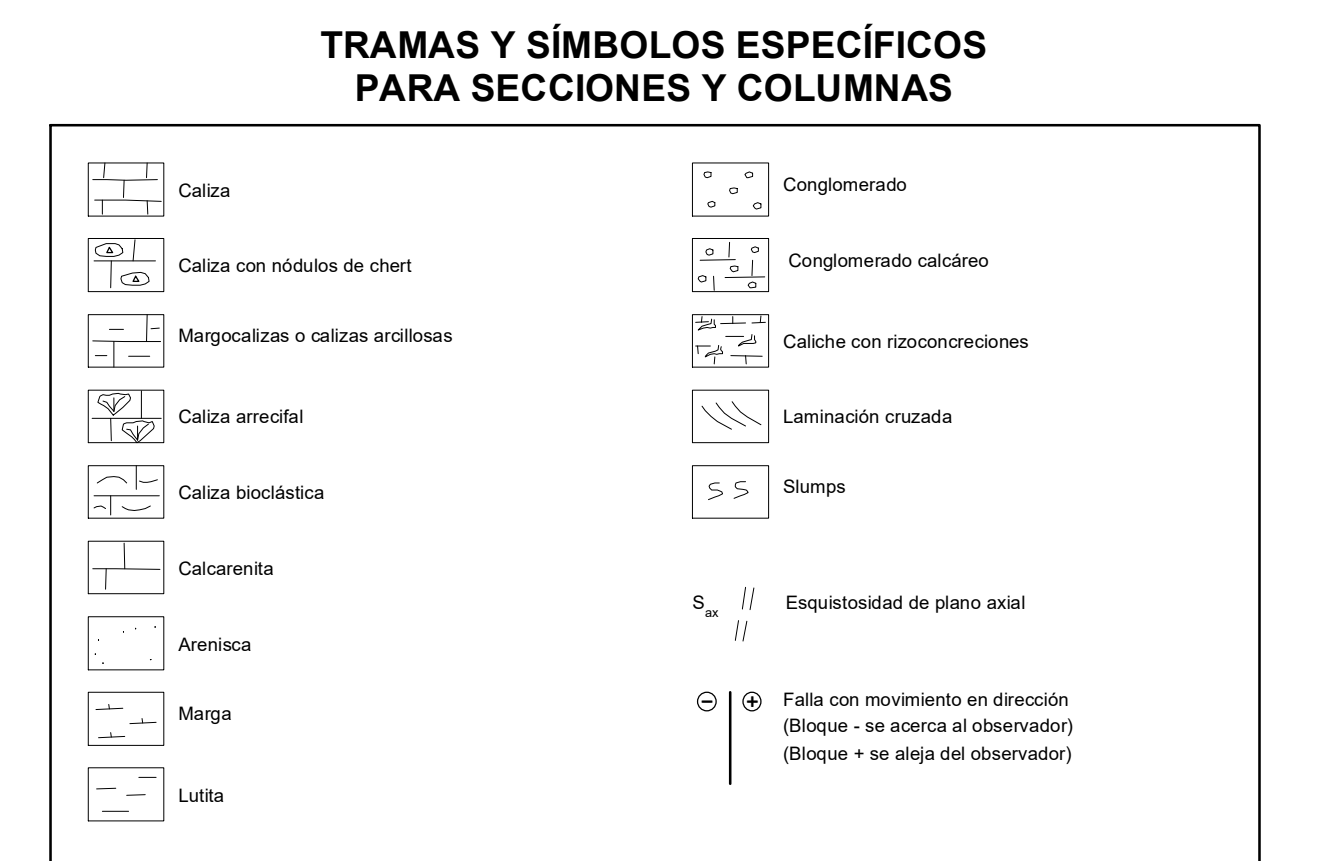 TRAMAS Y SÍMBOLOS ESPECÍFICOS
PARA SECCIONES Y COLUMNAS
Caliza
Caliza con nódulos de chert
Margocalizas o calizas arcillosas
Caliza arrecifal
Caliza bioclástica
Calcarenita
Arenisca
Marga
Lutita
Conglomerado
Conglomerado calcáreo
Caliche con rizoconcreciones
Laminación cruzada
Slumps
Sax Esquistosidad de plano axial
Falla con movimiento en dirección
(Bloque - se acerca al observador)
(Bloque + se aleja del observador)